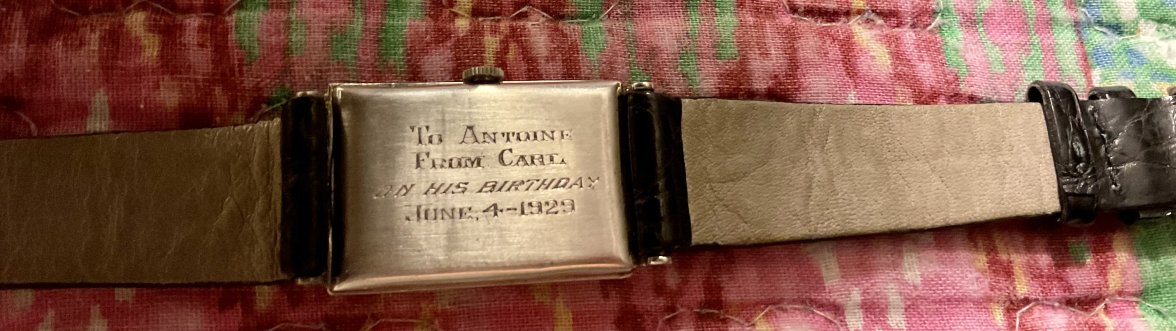 To ANTOINE
FROM CARL
ON HIS BIRTHDAY
JUNE, 4-1929